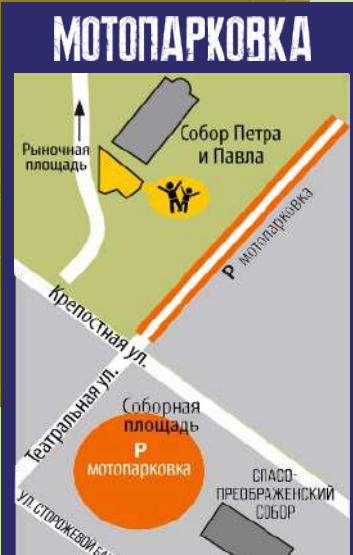 МОТОПАРКОВКА
Собор Петра
и Павла
Рыночная
площадь
Р мотопарковка
Крепостная ул.
Театральная ул.
Соборная
площадь
Р
мотопарковка
СПАСО-
ПРЕОБРАЖЕНСКИЙ
СОБОР
УЛ. СТОРОЖЕВОЙ